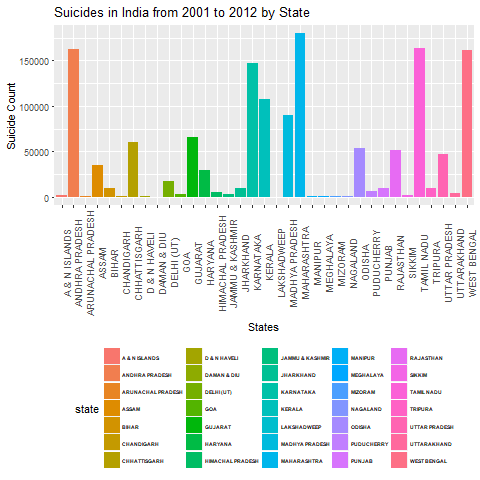 Suicides in India from 2001 to 2012 by State
150000
100000
50000
0
Suicide Count
A & N ISLANDS
ANDHRA PRADESH
ARUNACHAL PRADESH
ASSAM
BIHAR
CHANDIGARH
CHHATTISGARH
D & N HAVELI
DAMAN & DIU
DELHI (UT)
GOA
GUJARAT
HARYANA
HIMACHAL PRADESH
JAMMU & KASHMIR
JHARKHAND
KARNATAKA
KERALA
LAKSHADWEEP
MADHYA PRADESH
MAHARASHTRA
MANIPUR
MEGHALAYA
MIZORAM
NAGALAND
ODISHA
PUDUCHERRY
PUNJAB
RAJASTHAN
SIKKIM
TAMIL NADU
TRIPURA
UTTAR PRADESH
UTTARAKHAND
WEST BENGAL
States
state
A & N ISLANDS
ANDHRA PRADESH
ARUNACHAL PRADESH
ASSAM
BIHAR
CHANDIGARH
CHHATTISGARH
D & N HAVELI
DAMAN & DIU
DELHI (UT)
GOA
GUJARAT
HARYANA
HIMACHAL PRADESH
JAMMU & KASHMIR
JHARKHAND
KARNATAKA
KERALA
LAKSHADWEEP
MADHYA PRADESH
MAHARASHTRA
MANIPUR
MEGHALAYA
MIZORAM
NAGALAND
ODISHA
PUDUCHERRY
PUNJAB
RAJASTHAN
SIKKIM
TAMIL NADU
TRIPURA
UTTAR PRADESH
UTTARAKHAND
WEST BENGAL